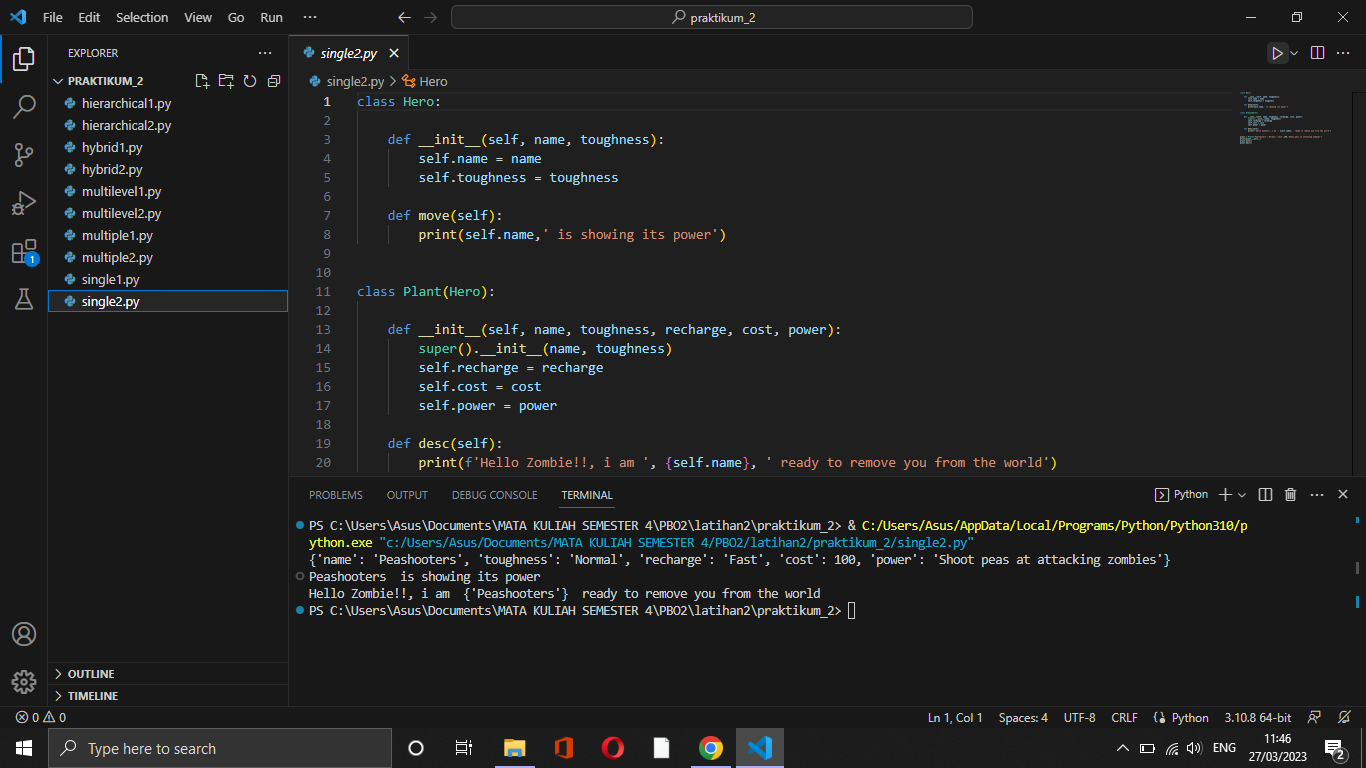 File Edit Selection View Go Run ··· praktikum_2
EXPLORER ···
PRAKTIKUM_2
hierarchical1.py
hierarchical2.py
hybrid1.py
hybrid2.py
multilevel1.py
multilevel2.py
multiple1.py
multiple2.py
single1.py
single2.py
OUTLINE
TIMELINE
1
single2.py
single2.py > Hero
1 class Hero:
2
3 def __init__(self, name, toughness):
4 self.name = name
5 self.toughness = toughness
6
7 def move(self):
8 print(self.name,' is showing its power')
9
10
11 class Plant(Hero):
12
13 def __init__(self, name, toughness, recharge, cost, power):
14 super().__init__(name, toughness)
15 self.recharge = recharge
16 self.cost = cost
17 self.power = power
18
19 def desc(self):
20 print(f'Hello Zombie!!, i am ', {self.name}, ' ready to remove you from the world')
PROBLEMS OUTPUT DEBUG CONSOLE TERMINAL Python
PS C:\Users\Asus\Documents\MATA KULIAH SEMESTER 4\PBO2\latihan2\praktikum_2> & C:/Users/Asus/AppData/Local/Programs/Python/Python310/p
ython.exe "c:/Users/Asus/Documents/MATA KULIAH SEMESTER 4/PBO2/latihan2/praktikum_2/single2.py"
{'name': 'Peashooters', 'toughness': 'Normal', 'recharge': 'Fast', 'cost': 100, 'power': 'Shoot peas at attacking zombies'}
Peashooters  is showing its power
Hello Zombie!!, i am  {'Peashooters'}  ready to remove you from the world
PS C:\Users\Asus\Documents\MATA KULIAH SEMESTER 4\PBO2\latihan2\praktikum_2>
0 0 Ln 1, Col 1 Spaces: 4 UTF-8 CRLF Python 3.10.8 64-bit
Type here to search ENG 11:46
27/03/2023 2